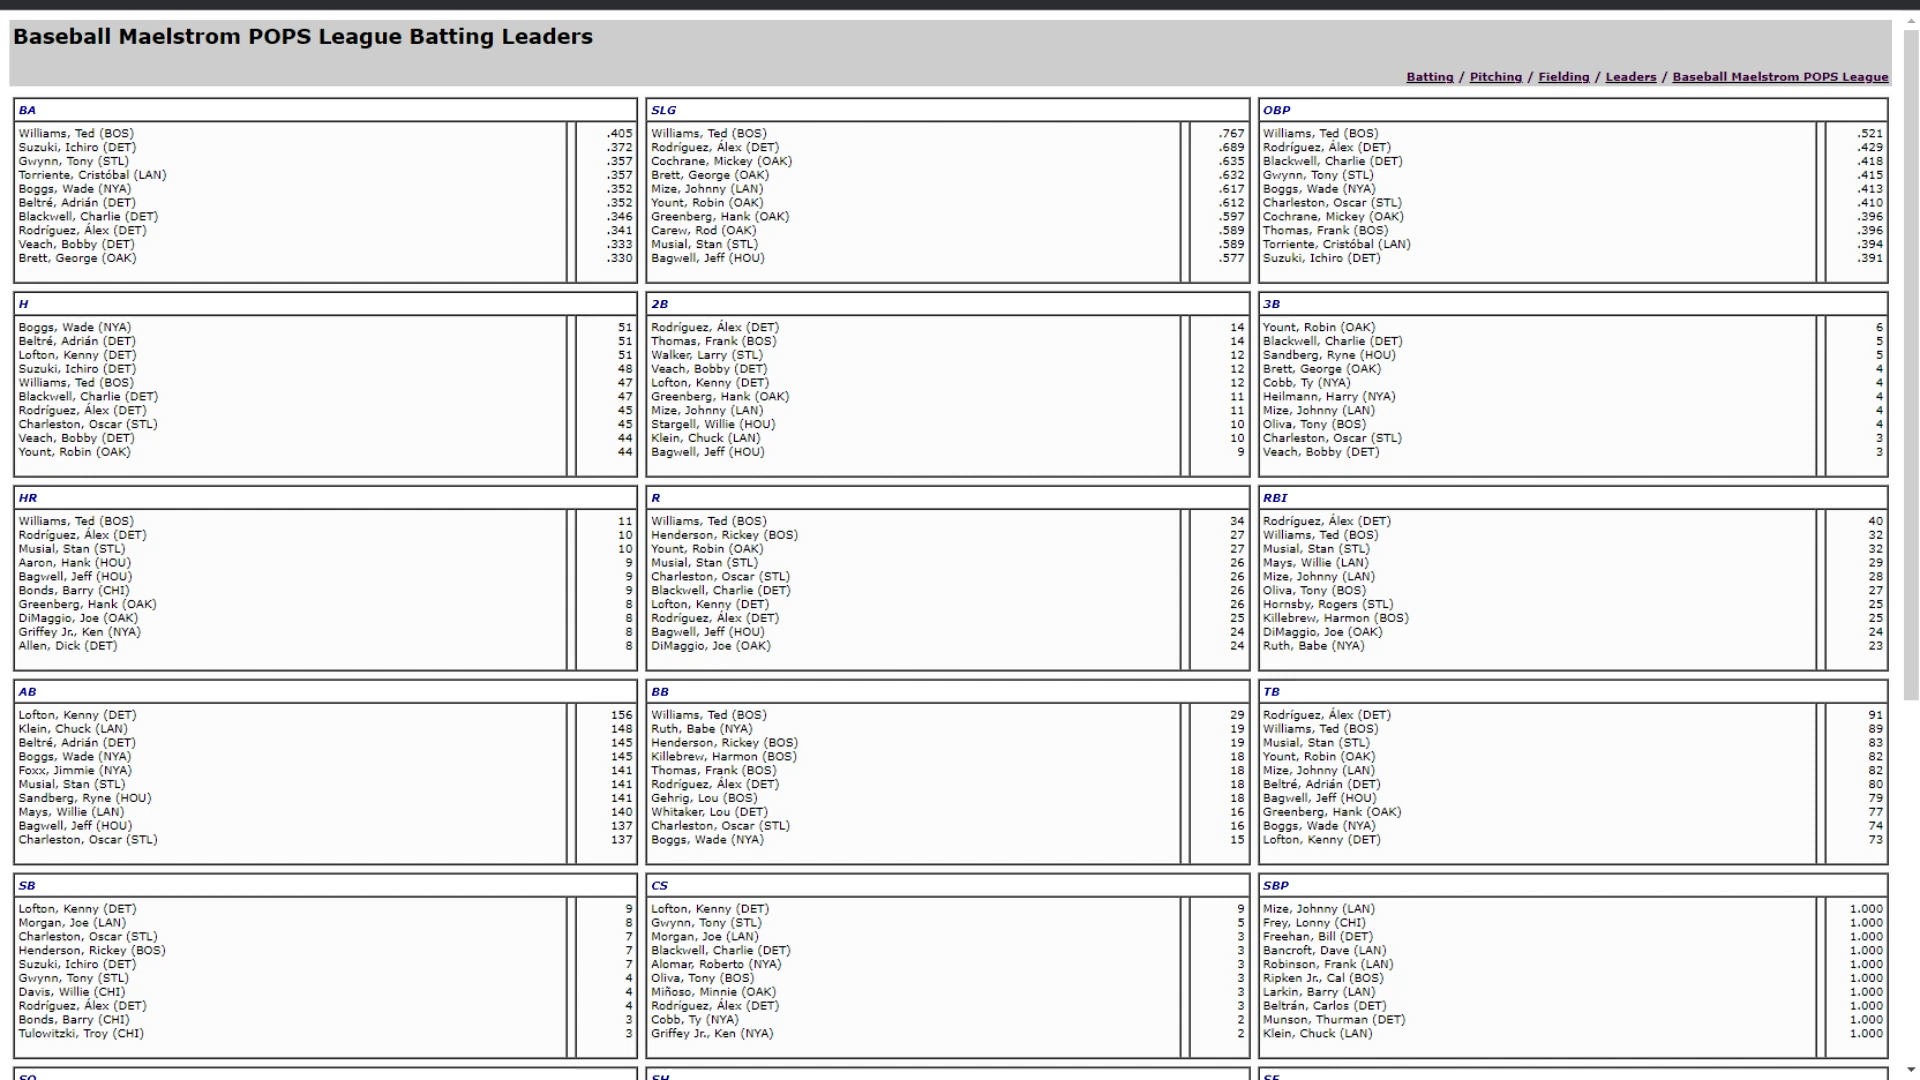 Baseball Maelstrom POPS League Batting Leaders
Batting / Pitching / Fielding / Leaders / Baseball Maelstrom POPS League
BA
Williams, Ted (BOS) .405
Suzuki, Ichiro (DET) .372
Gwynn, Tony (STL) .357
Torriente, Cristóbal (LAN) .357
Boggs, Wade (NYA) .352
Beltré, Adrián (DET) .352
Blackwell, Charlie (DET) .346
Rodríguez, Álex (DET) .341
Veach, Bobby (DET) .333
Brett, George (OAK) .330
SLG
Williams, Ted (BOS) .767
Rodríguez, Álex (DET) .689
Cochrane, Mickey (OAK) .635
Brett, George (OAK) .632
Mize, Johnny (LAN) .617
Yount, Robin (OAK) .612
Greenberg, Hank (OAK) .597
Carew, Rod (OAK) .589
Musial, Stan (STL) .589
Bagwell, Jeff (HOU) .577
OBP
Williams, Ted (BOS) .521
Rodríguez, Álex (DET) .429
Blackwell, Charlie (DET) .418
Gwynn, Tony (STL) .415
Boggs, Wade (NYA) .413
Charleston, Oscar (STL) .410
Cochrane, Mickey (OAK) .396
Thomas, Frank (BOS) .396
Torriente, Cristóbal (LAN) .394
Suzuki, Ichiro (DET) .391
H
Boggs, Wade (NYA) 51
Beltré, Adrián (DET) 51
Lofton, Kenny (DET) 51
Suzuki, Ichiro (DET) 48
Williams, Ted (BOS) 47
Blackwell, Charlie (DET) 47
Rodríguez, Álex (DET) 45
Charleston, Oscar (STL) 45
Veach, Bobby (DET) 44
Yount, Robin (OAK) 44
2B
Rodríguez, Álex (DET) 14
Thomas, Frank (BOS) 14
Walker, Larry (STL) 12
Veach, Bobby (DET) 12
Lofton, Kenny (DET) 12
Greenberg, Hank (OAK) 11
Mize, Johnny (LAN) 11
Stargell, Willie (HOU) 10
Klein, Chuck (LAN) 10
Bagwell, Jeff (HOU) 9
3B
Yount, Robin (OAK) 6
Blackwell, Charlie (DET) 5
Sandberg, Ryne (HOU) 5
Brett, George (OAK) 4
Cobb, Ty (NYA) 4
Heilmann, Harry (NYA) 4
Mize, Johnny (LAN) 4
Oliva, Tony (BOS) 4
Charleston, Oscar (STL) 3
Veach, Bobby (DET) 3
HR
Williams, Ted (BOS) 11
Rodríguez, Álex (DET) 10
Musial, Stan (STL) 10
Aaron, Hank (HOU) 9
Bagwell, Jeff (HOU) 9
Bonds, Barry (CHI) 9
Greenberg, Hank (OAK) 8
DiMaggio, Joe (OAK) 8
Griffey Jr., Ken (NYA) 8
Allen, Dick (DET) 8
R
Williams, Ted (BOS) 34
Henderson, Rickey (BOS) 27
Yount, Robin (OAK) 27
Musial, Stan (STL) 26
Charleston, Oscar (STL) 26
Blackwell, Charlie (DET) 26
Lofton, Kenny (DET) 26
Rodríguez, Álex (DET) 25
Bagwell, Jeff (HOU) 24
DiMaggio, Joe (OAK) 24
RBI
Rodríguez, Álex (DET) 40
Williams, Ted (BOS) 32
Musial, Stan (STL) 32
Mays, Willie (LAN) 29
Mize, Johnny (LAN) 28
Oliva, Tony (BOS) 27
Hornsby, Rogers (STL) 25
Killebrew, Harmon (BOS) 25
DiMaggio, Joe (OAK) 24
Ruth, Babe (NYA) 23
AB
Lofton, Kenny (DET) 156
Klein, Chuck (LAN) 148
Beltré, Adrián (DET) 145
Boggs, Wade (NYA) 145
Foxx, Jimmie (NYA) 141
Musial, Stan (STL) 141
Sandberg, Ryne (HOU) 141
Mays, Willie (LAN) 140
Bagwell, Jeff (HOU) 137
Charleston, Oscar (STL) 137
BB
Williams, Ted (BOS) 29
Ruth, Babe (NYA) 19
Henderson, Rickey (BOS) 19
Killebrew, Harmon (BOS) 18
Thomas, Frank (BOS) 18
Rodríguez, Álex (DET) 18
Gehrig, Lou (BOS) 18
Whitaker, Lou (DET) 16
Charleston, Oscar (STL) 16
Boggs, Wade (NYA) 15
TB
Rodríguez, Álex (DET) 91
Williams, Ted (BOS) 89
Musial, Stan (STL) 83
Yount, Robin (OAK) 82
Mize, Johnny (LAN) 82
Beltré, Adrián (DET) 80
Bagwell, Jeff (HOU) 79
Greenberg, Hank (OAK) 77
Boggs, Wade (NYA) 74
Lofton, Kenny (DET) 73
SB
Lofton, Kenny (DET) 9
Morgan, Joe (LAN) 8
Charleston, Oscar (STL) 7
Henderson, Rickey (BOS) 7
Suzuki, Ichiro (DET) 7
Gwynn, Tony (STL) 4
Davis, Willie (CHI) 4
Rodríguez, Álex (DET) 4
Bonds, Barry (CHI) 3
Tulowitzki, Troy (CHI) 3
CS
Lofton, Kenny (DET) 9
Gwynn, Tony (STL) 5
Morgan, Joe (LAN) 3
Blackwell, Charlie (DET) 3
Alomar, Roberto (NYA) 3
Oliva, Tony (BOS) 3
Miñoso, Minnie (OAK) 3
Rodríguez, Álex (DET) 3
Cobb, Ty (NYA) 2
Griffey Jr., Ken (NYA) 2
SBP
Mize, Johnny (LAN) 1.000
Frey, Lonny (CHI) 1.000
Freehan, Bill (DET) 1.000
Bancroft, Dave (LAN) 1.000
Robinson, Frank (LAN) 1.000
Ripken Jr., Cal (BOS) 1.000
Larkin, Barry (LAN) 1.000
Beltrán, Carlos (DET) 1.000
Munson, Thurman (DET) 1.000
Klein, Chuck (LAN) 1.000